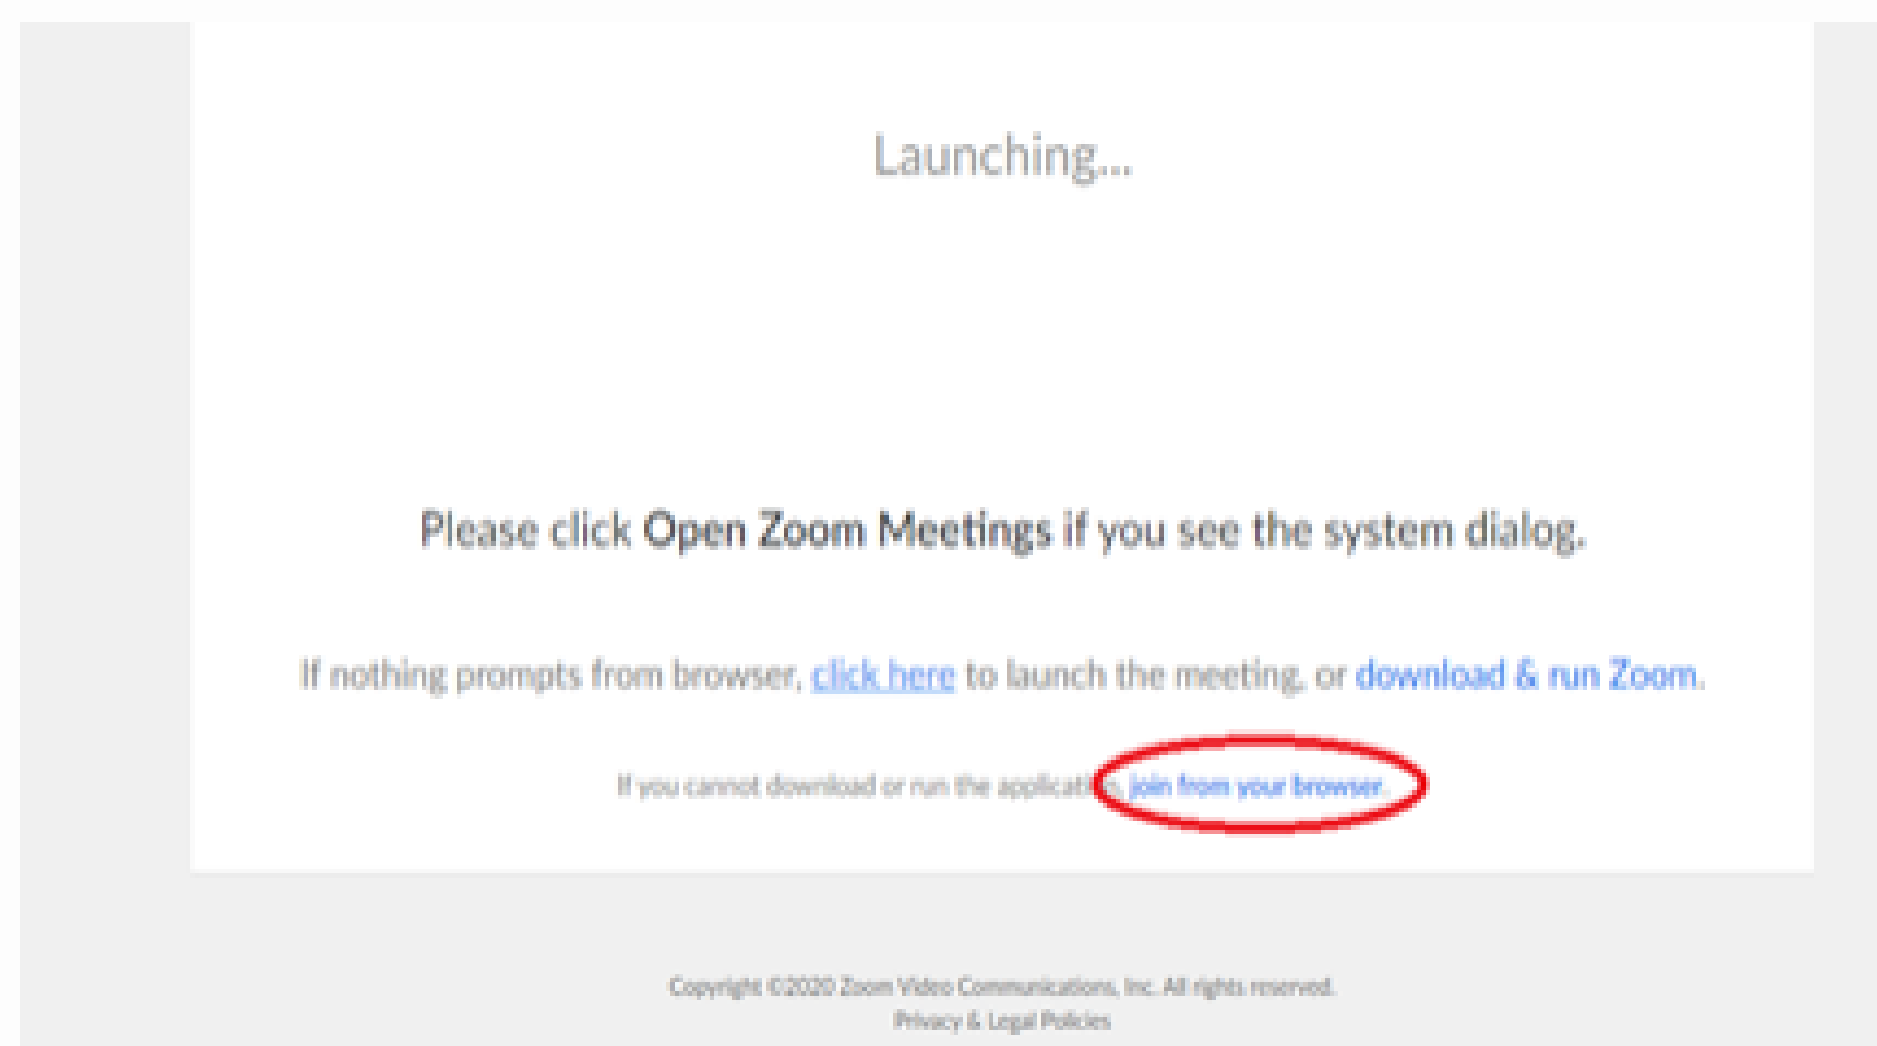 Launching...
Please click Open Zoom Meetings if you see the system dialog.
If nothing prompts from browser, click here to launch the meeting, or download & run Zoom.
If you cannot download or run the application, join from your browser.
Copyright ©2020 Zoom Video Communications, Inc. All rights reserved.
Privacy & Legal Policies